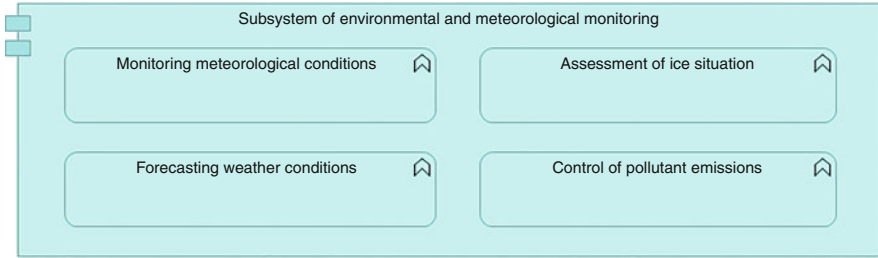 Subsystem of environmental and meteorological monitoring
Monitoring meteorological conditions
Assessment of ice situation
Forecasting weather conditions
Control of pollutant emissions